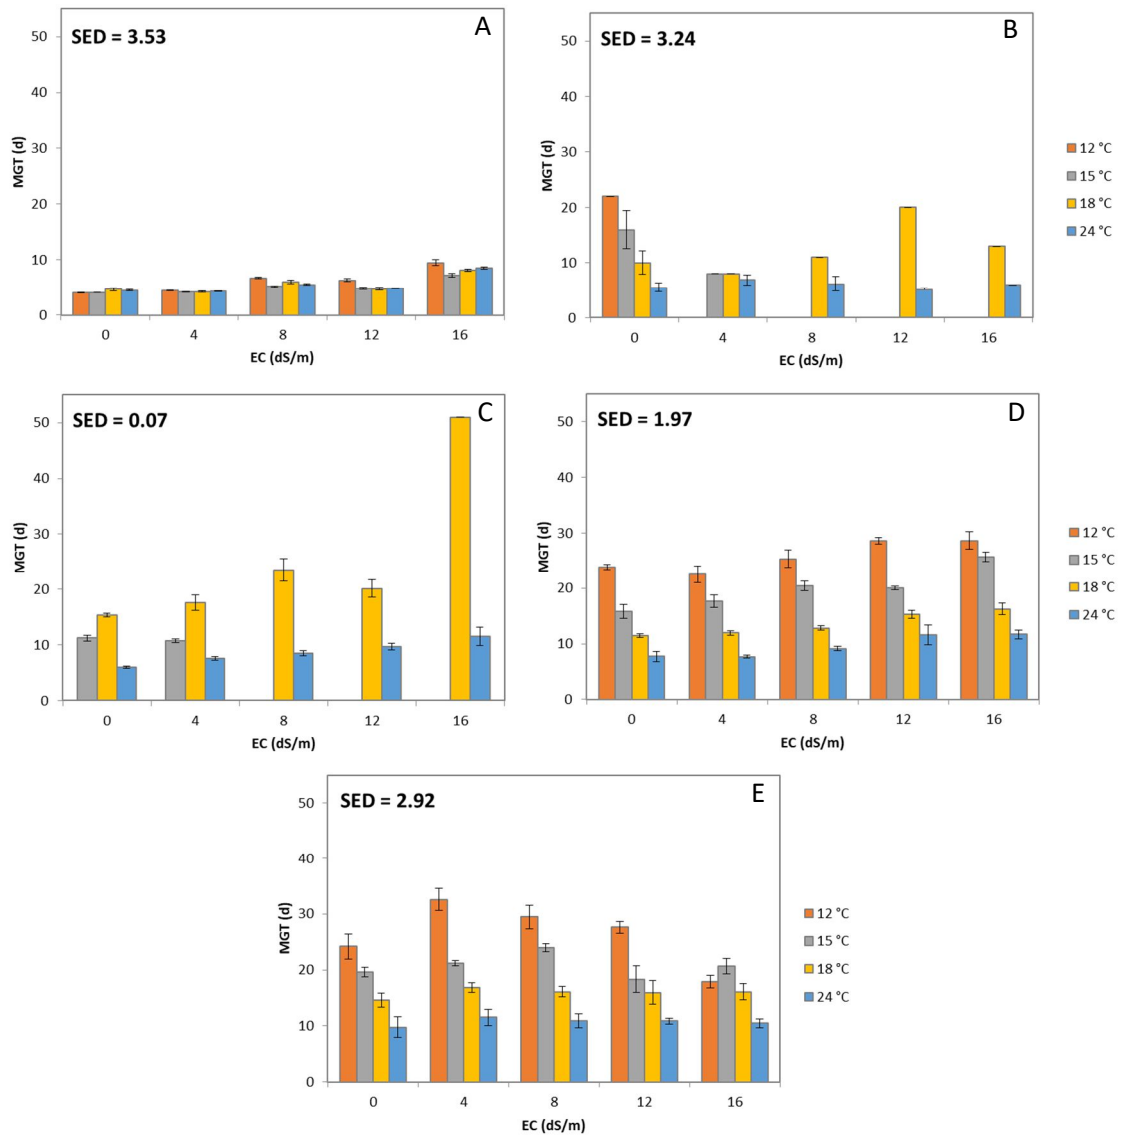 SED = 3.53
A
50
40
30
20
10
0
MGT (d)
0 4 8 12 16
EC (dS/m)
SED = 3.24
B
50
40
30
20
10
0
MGT (d)
0 4 8 12 16
EC (dS/m)
12 °C
15 °C
18 °C
24 °C
SED = 0.07
C
50
40
30
20
10
0
MGT (d)
0 4 8 12 16
EC (dS/m)
SED = 1.97
D
50
40
30
20
10
0
MGT (d)
0 4 8 12 16
EC (dS/m)
12 °C
15 °C
18 °C
24 °C
SED = 2.92
E
50
40
30
20
10
0
MGT (d)
0 4 8 12 16
EC (dS/m)
12 °C
15 °C
18 °C
24 °C